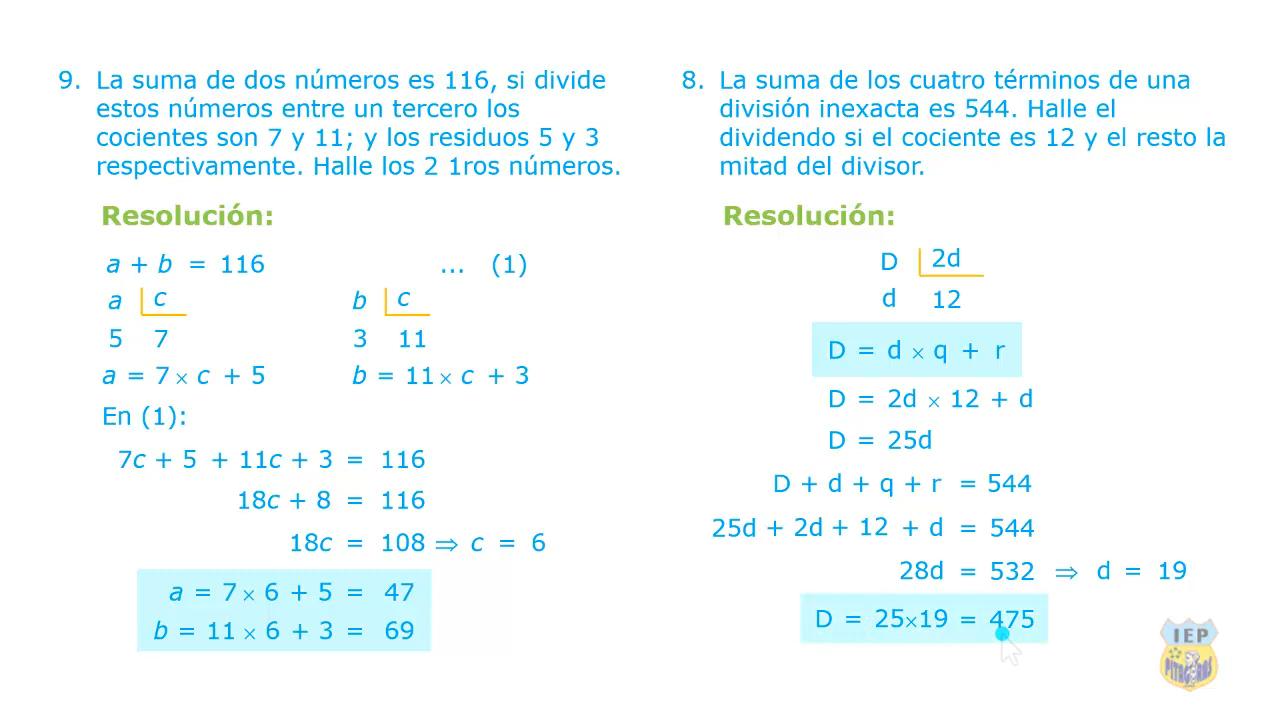 9. La suma de dos números es 116, si divide
estos números entre un tercero los
cocientes son 7 y 11; y los residuos 5 y 3
respectivamente. Halle los 2 1ros números.
Resolución:
a + b = 116 ... (1)
a c b c
5 7 3 11
a = 7 × c + 5 b = 11 × c + 3
En (1):
7c + 5 + 11c + 3 = 116
18c + 8 = 116
18c = 108 ⇒ c = 6
a = 7 × 6 + 5 = 47
b = 11 × 6 + 3 = 69
8. La suma de los cuatro términos de una
división inexacta es 544. Halle el
dividendo si el cociente es 12 y el resto la
mitad del divisor.
Resolución:
D 2d
d 12
D = d × q + r
D = 2d × 12 + d
D = 25d
D + d + q + r = 544
25d + 2d + 12 + d = 544
28d = 532 ⇒ d = 19
D = 25×19 = 475
IEP
PITAGORAS